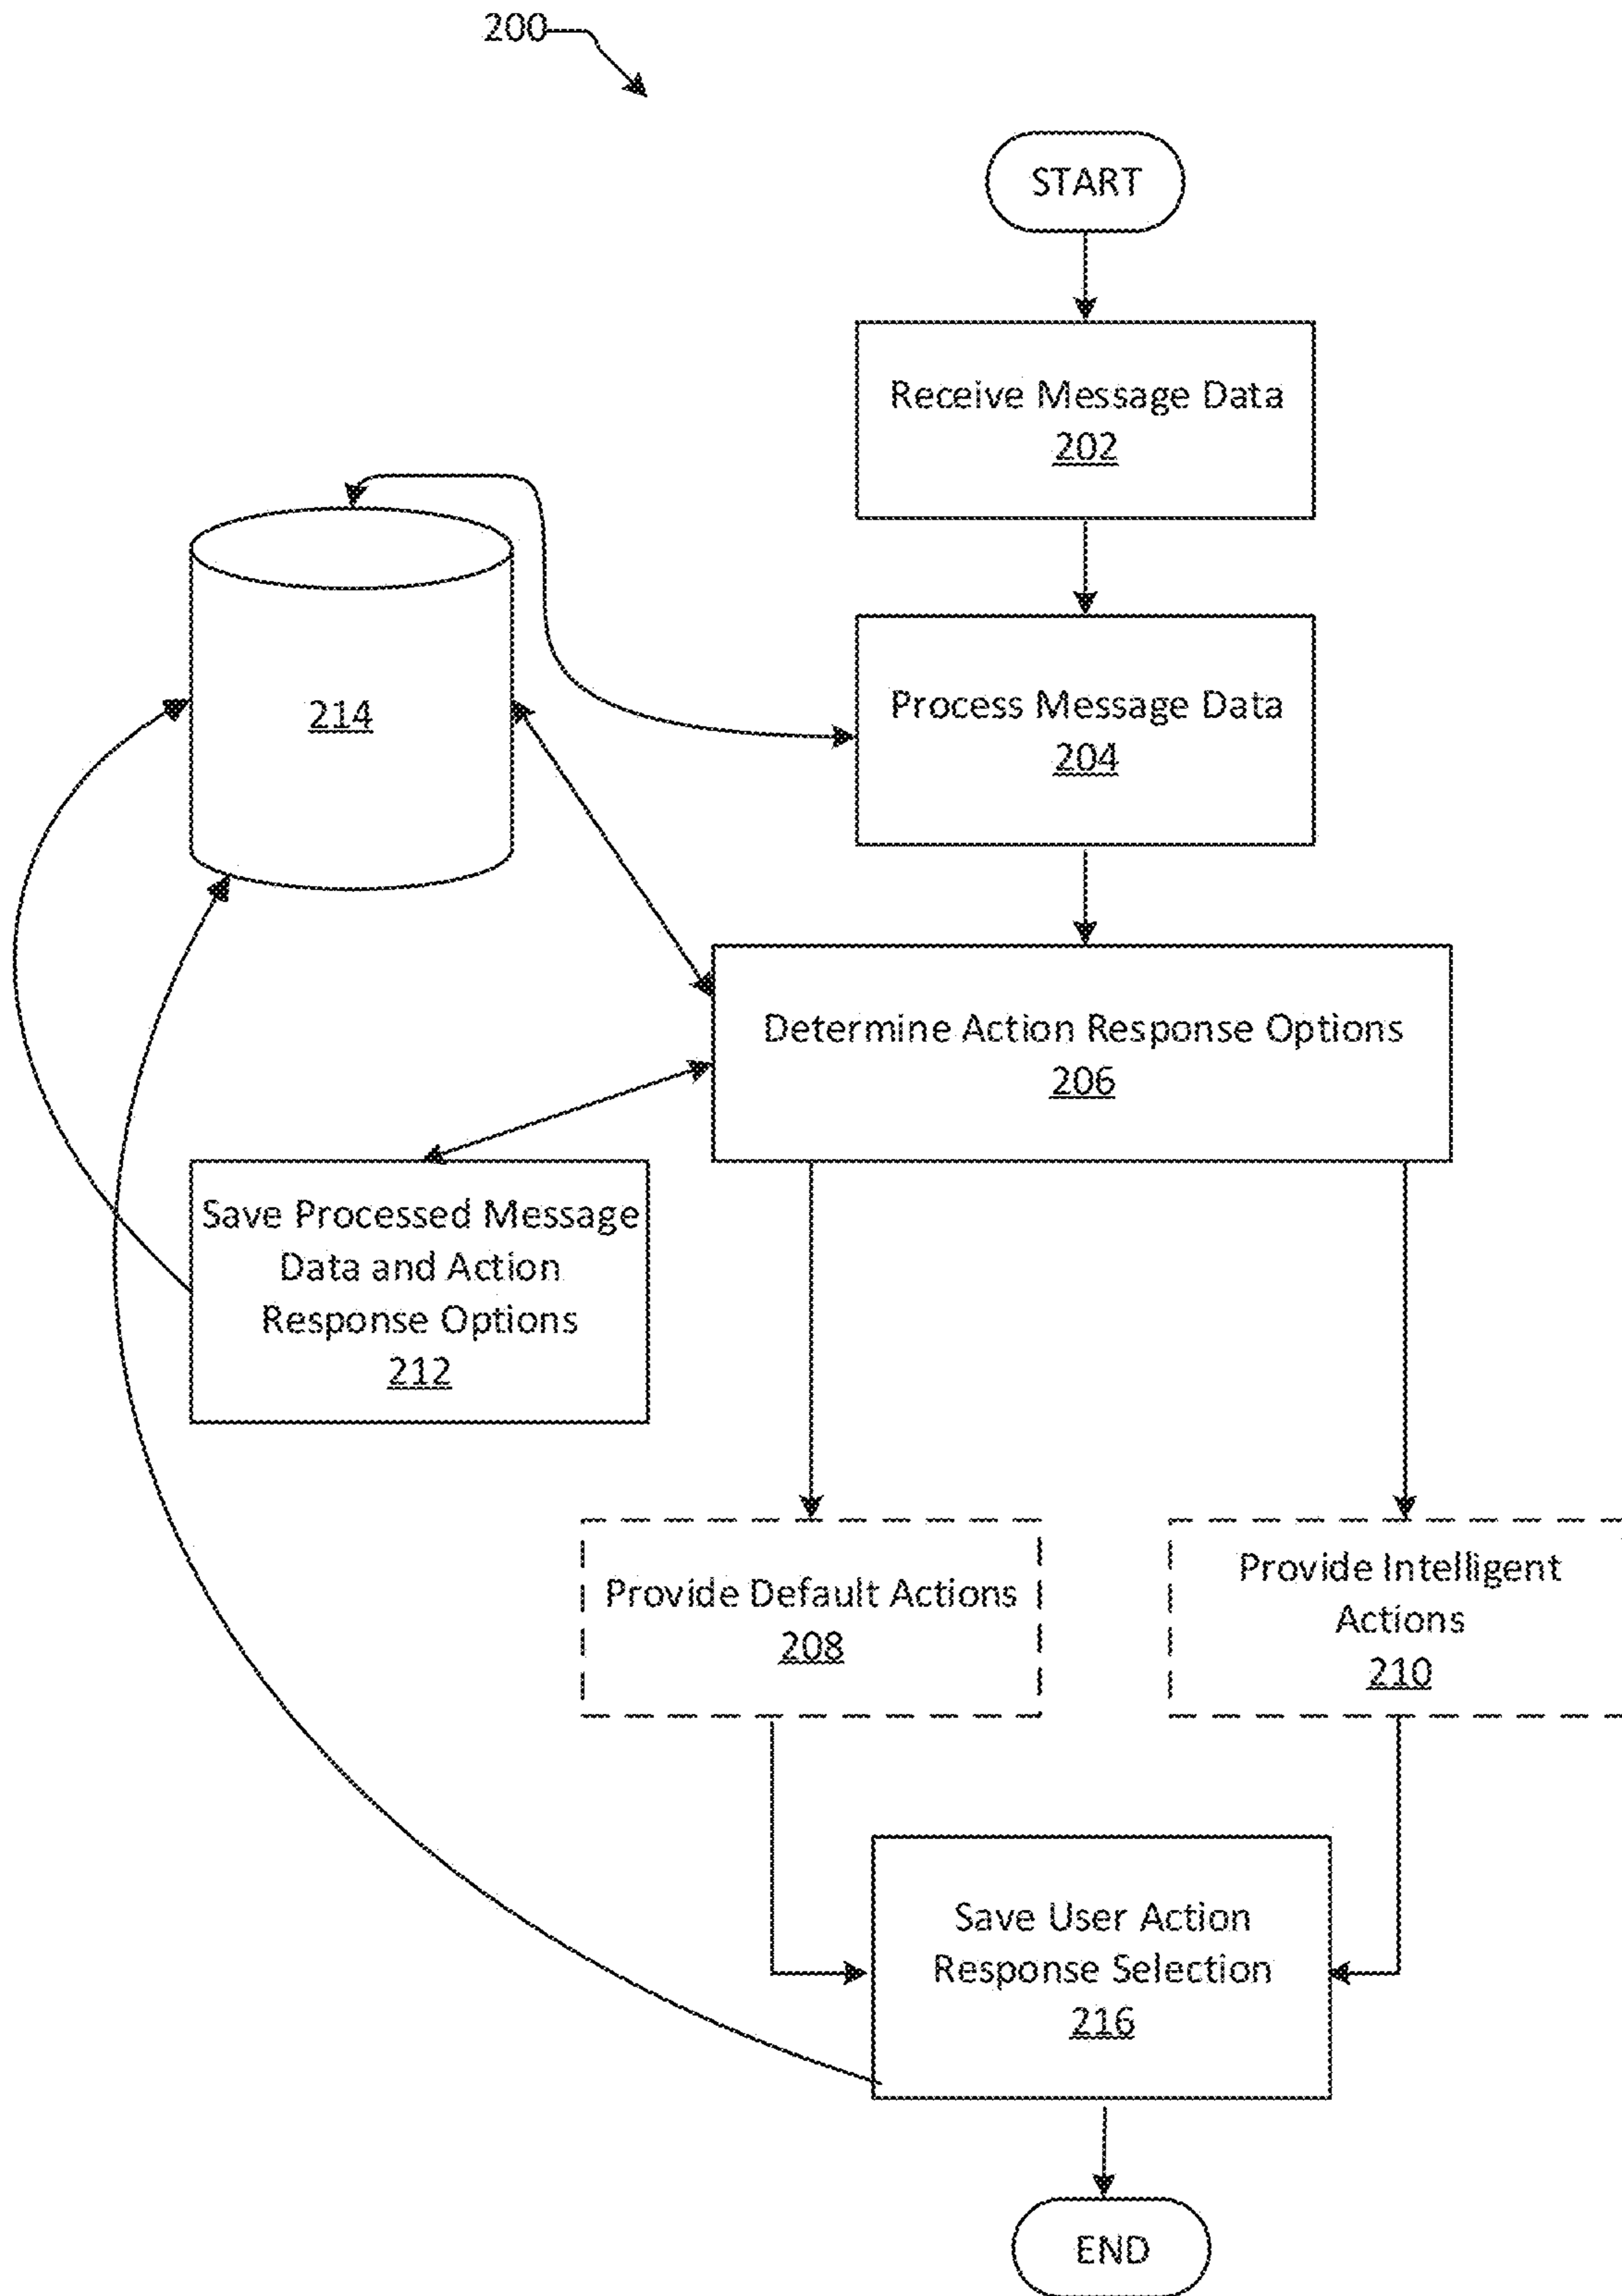 200
START
Receive Message Data
202
214
Process Message Data
204
Determine Action Response Options
206
Save Processed Message
Data and Action
Response Options
212
Provide Default Actions
208
Provide Intelligent
Actions
210
Save User Action
Response Selection
216
END